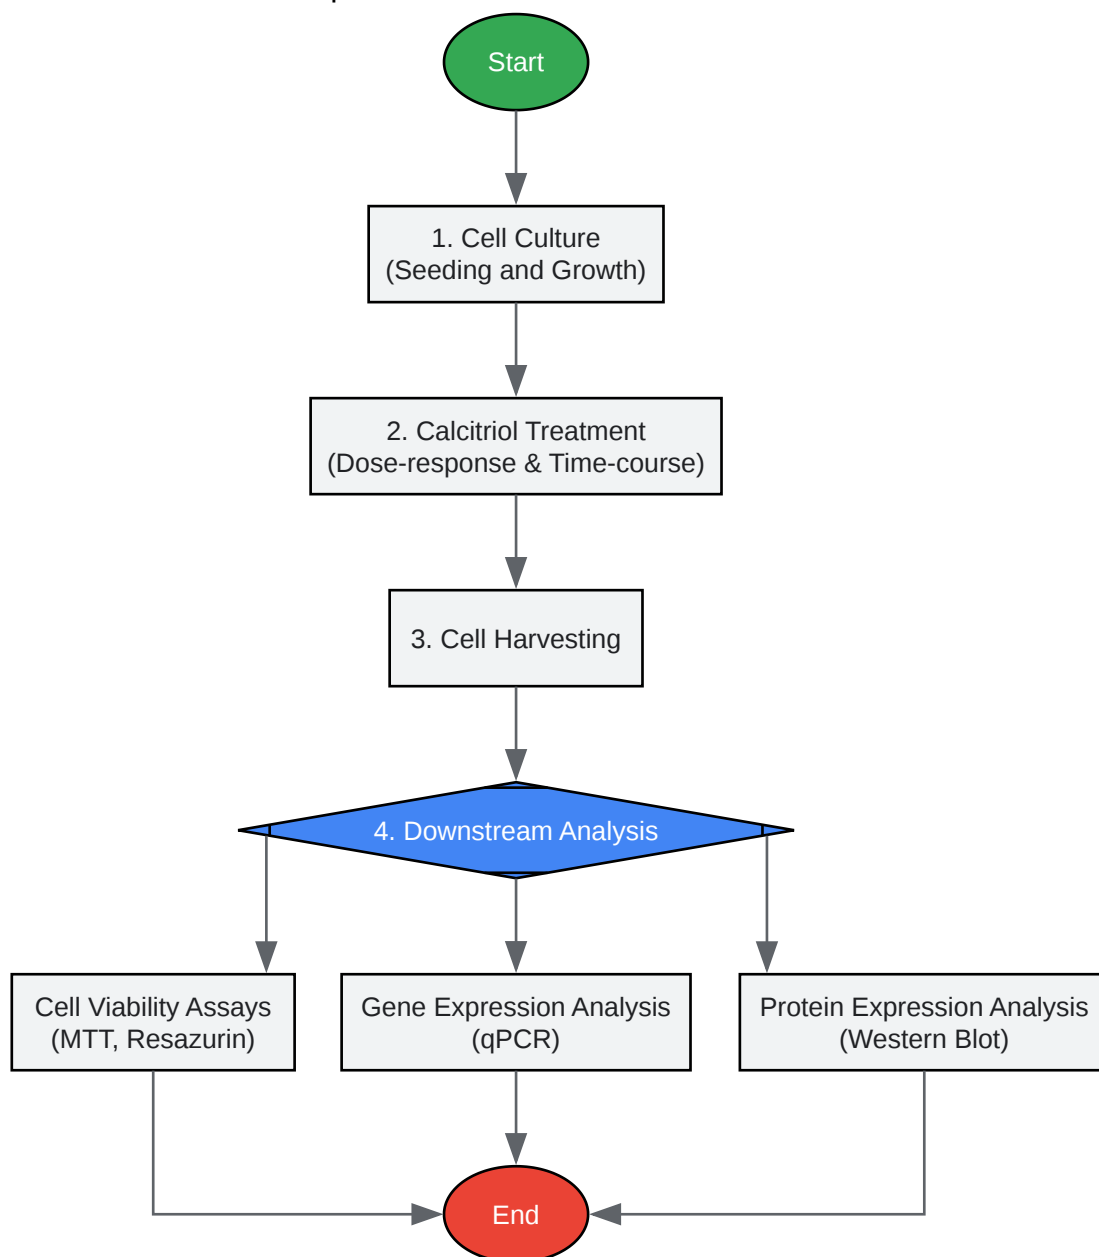 Start
1. Cell Culture
(Seeding and Growth)
2. Calcitriol Treatment
(Dose-response & Time-course)
3. Cell Harvesting
4. Downstream Analysis
Cell Viability Assays
(MTT, Resazurin)
Gene Expression Analysis
(qPCR)
Protein Expression Analysis
(Western Blot)
End